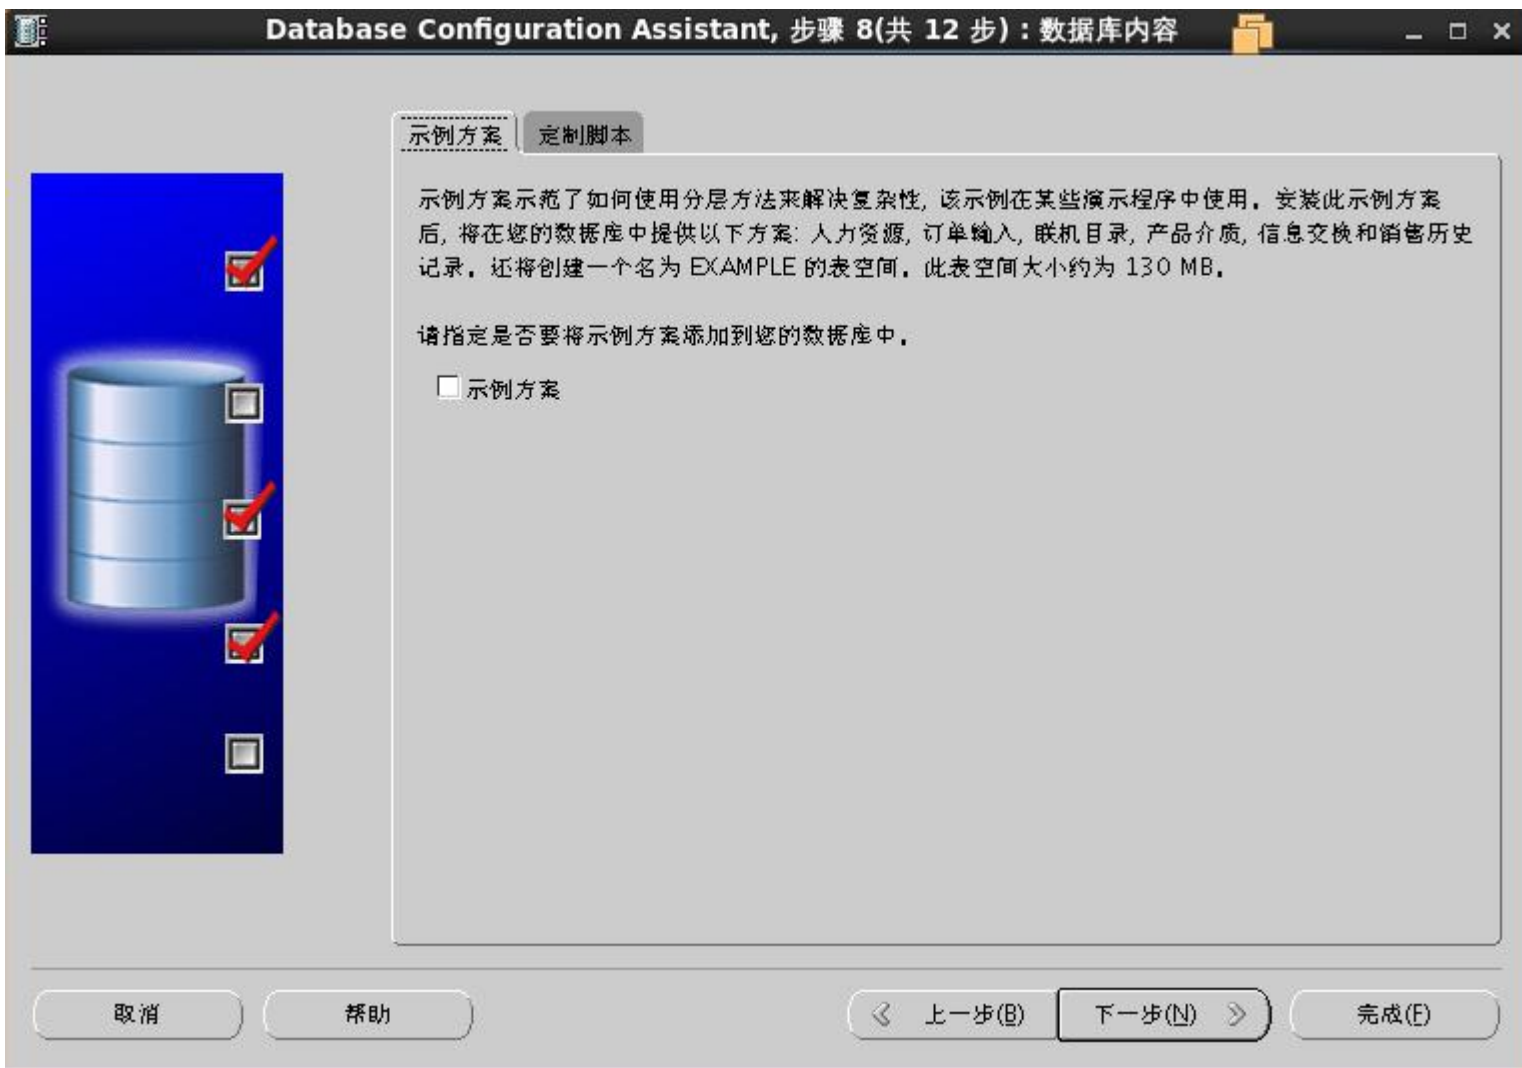 Database Configuration Assistant, 步骤 8(共 12 步) : 数据库内容
示例方案 定制脚本
示例方案示范了如何使用分层方法来解决复杂性, 该示例在某些演示程序中使用。安装此示例方案
后, 将在您的数据库中提供以下方案: 人力资源, 订单输入, 联机目录, 产品介质, 信息交换和销售历史
记录。还将创建一个名为 EXAMPLE 的表空间。此表空间大小约为 130 MB。
请指定是否要将示例方案添加到您的数据库中。
示例方案
取消 帮助 上一步(B) 下一步(N) 完成(F)